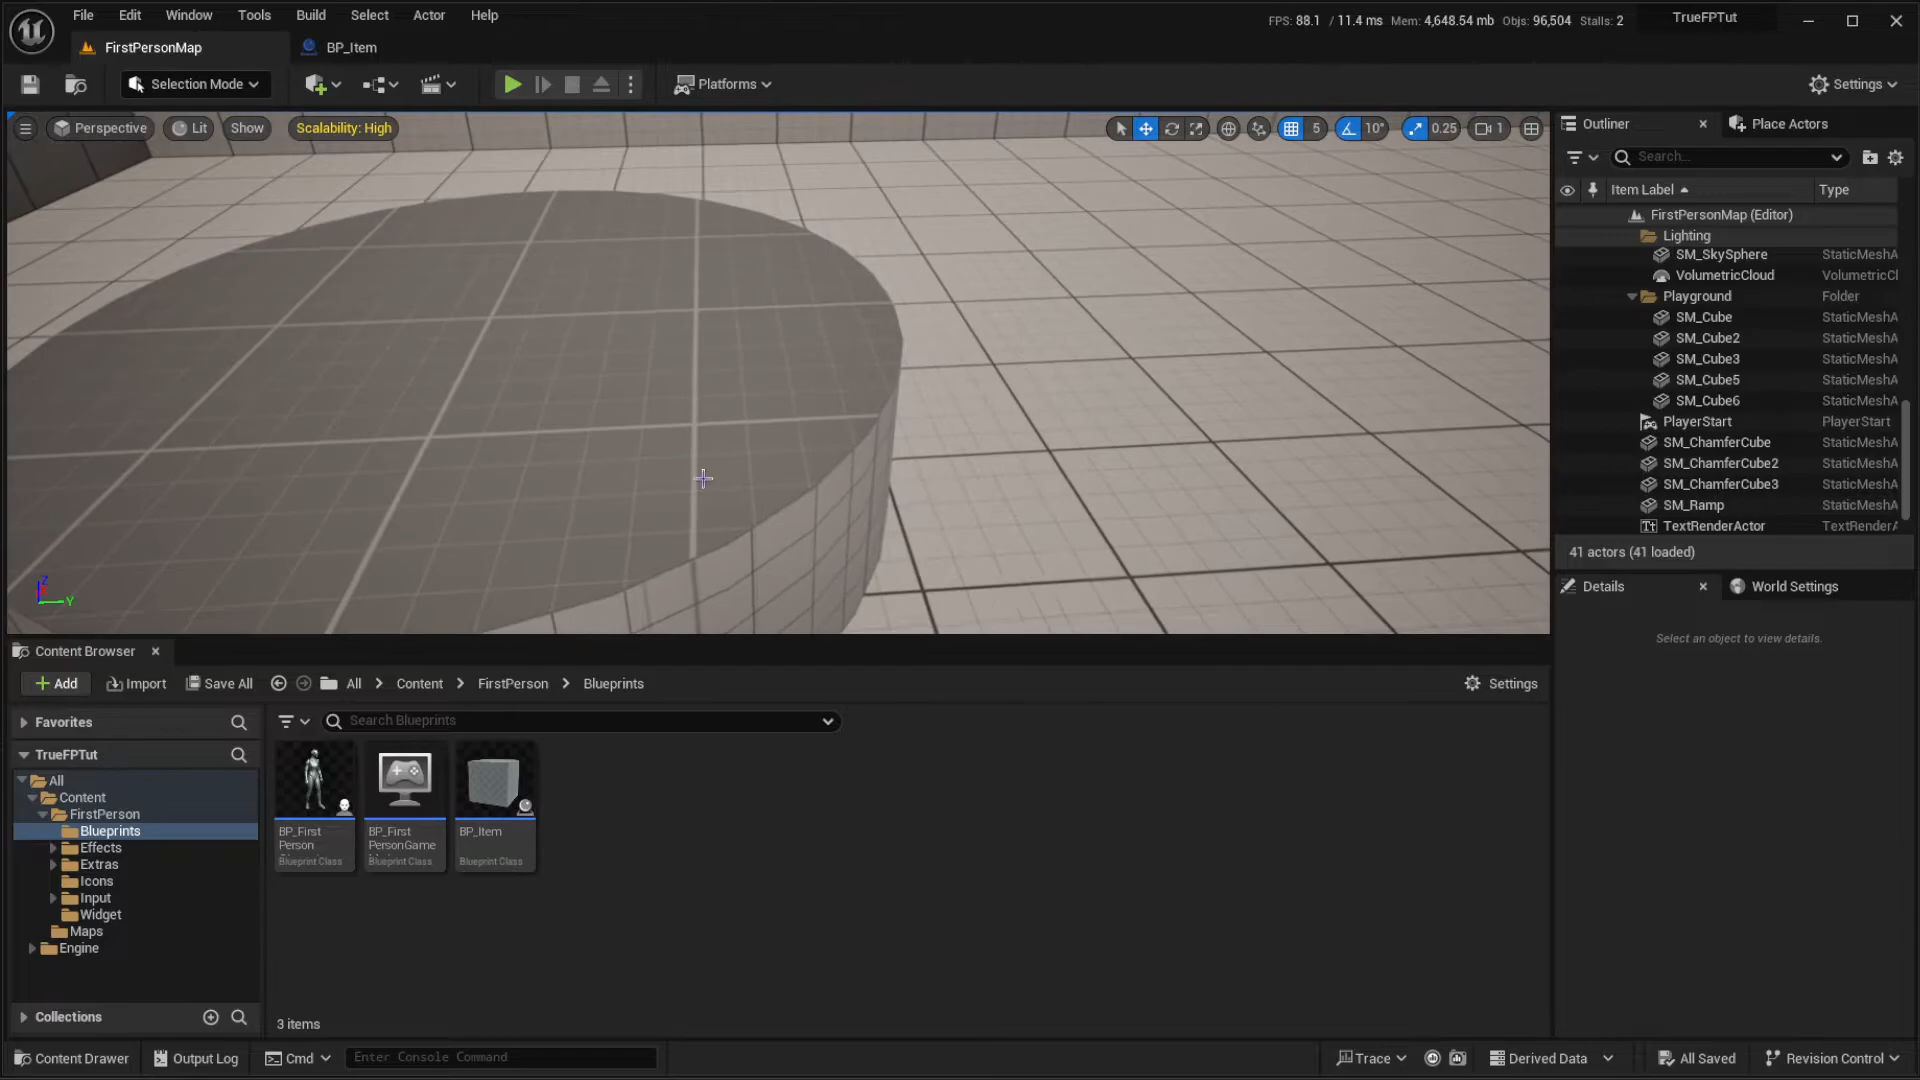 File Edit Window Tools Build Select Actor Help
FPS: 88.1 / 11.4 ms Mem: 4,648.54 mb Objs: 96,504 Stalls: 2
TrueFPTut
FirstPersonMap
BP_Item
Selection Mode
Platforms
Settings
Perspective
Lit
Show
Scalability: High
5
10°
0.25
1
Outliner
Place Actors
Search...
Item Label
Type
FirstPersonMap (Editor)
Lighting
SM_SkySphere StaticMeshA
VolumetricCloud VolumetricCl
Playground Folder
SM_Cube StaticMeshA
SM_Cube2 StaticMeshA
SM_Cube3 StaticMeshA
SM_Cube5 StaticMeshA
SM_Cube6 StaticMeshA
PlayerStart PlayerStart
SM_ChamferCube StaticMeshA
SM_ChamferCube2 StaticMeshA
SM_ChamferCube3 StaticMeshA
SM_Ramp StaticMeshA
TextRenderActor TextRenderA
41 actors (41 loaded)
Details
World Settings
Select an object to view details.
Z
Y
Content Browser
Add
Import
Save All
All > Content > FirstPerson > Blueprints
Settings
Favorites
TrueFPTut
All
Content
FirstPerson
Blueprints
Effects
Extras
Icons
Input
Widget
Maps
Engine
Collections
Search Blueprints
BP_First
Person
Blueprint Class
BP_First
PersonGame
Blueprint Class
BP_Item
Blueprint Class
3 items
Content Drawer
Output Log
Cmd
Enter Console Command
Trace
Derived Data
All Saved
Revision Control